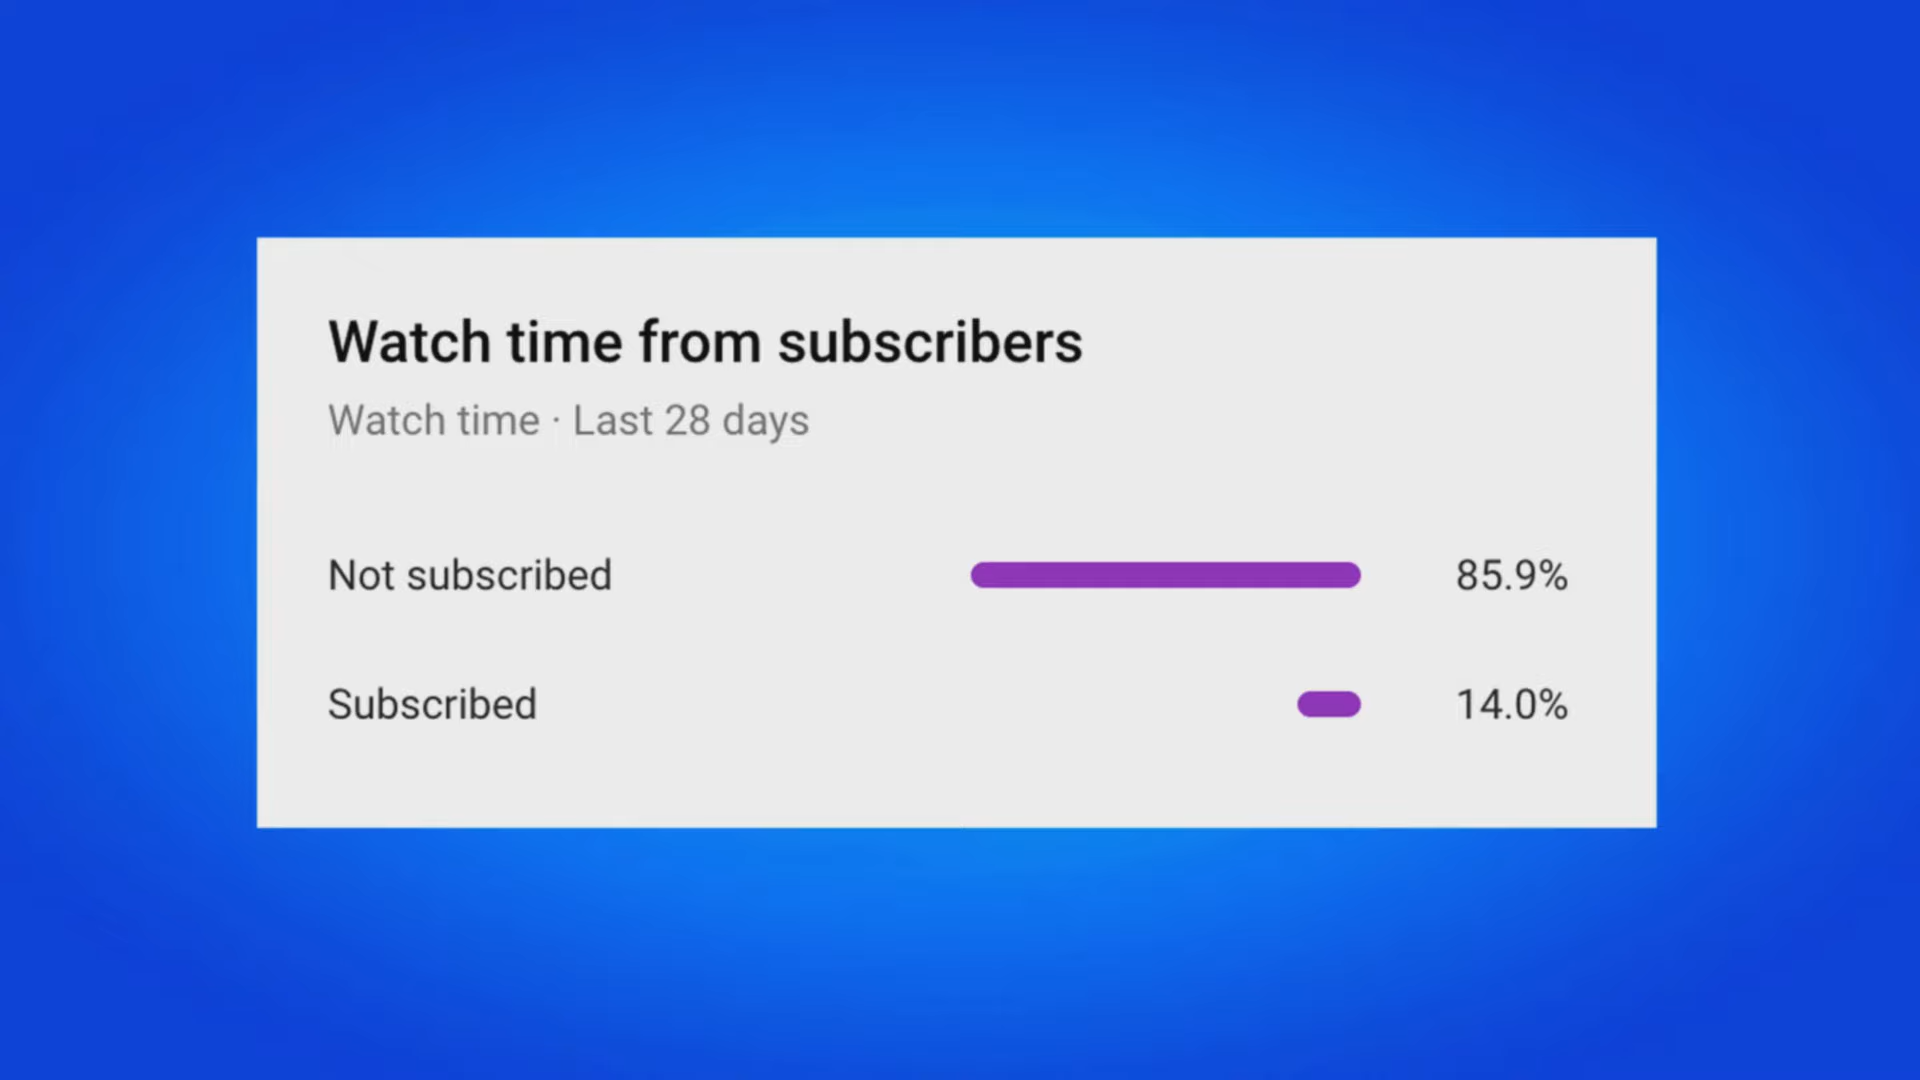 Watch time from subscribers
Watch time · Last 28 days
Not subscribed 85.9%
Subscribed 14.0%